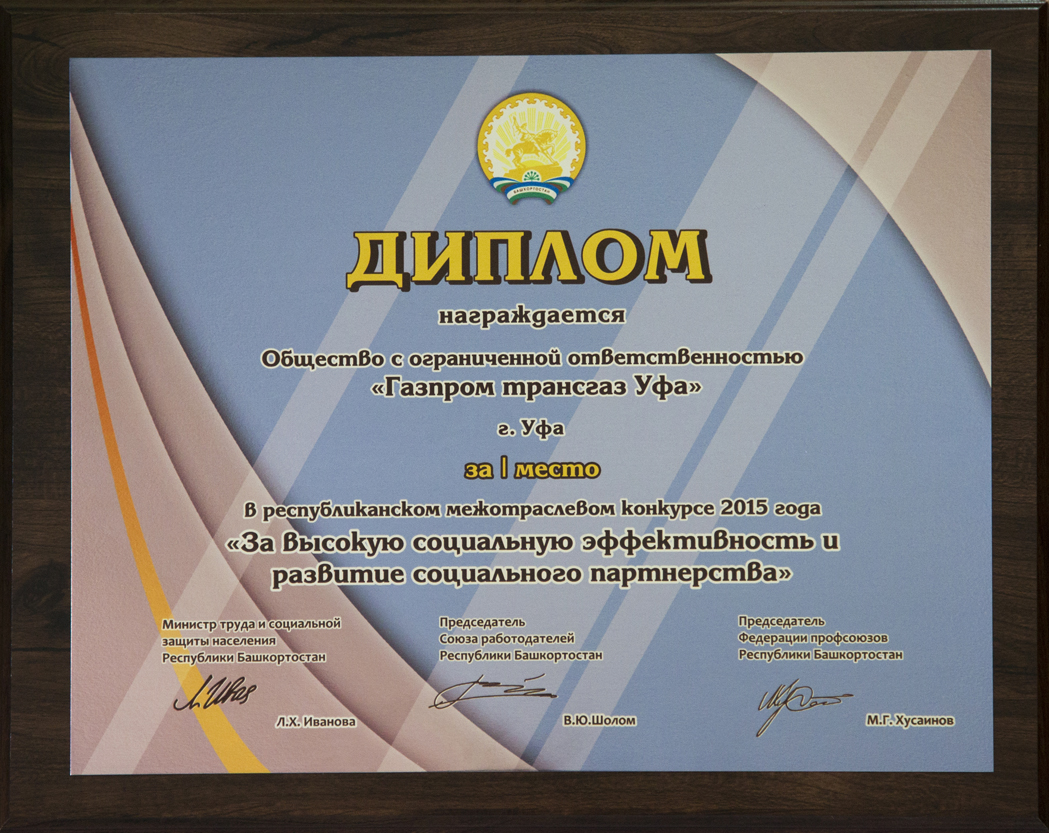 БАШКОРТОСТАН
ДИПЛОМ
награждается
Общество с ограниченной ответственностью
«Газпром трансгаз Уфа»
г. Уфа
за I место
в республиканском межотраслевом конкурсе 2015 года
«За высокую социальную эффективность и
развитие социального партнерства»
Министр труда и социальной
защиты населения
Республики Башкортостан
Л.Х. Иванова
Председатель
Союза работодателей
Республики Башкортостан
В.Ю.Шолом
Председатель
Федерации профсоюзов
Республики Башкортостан
М.Г. Хусаинов